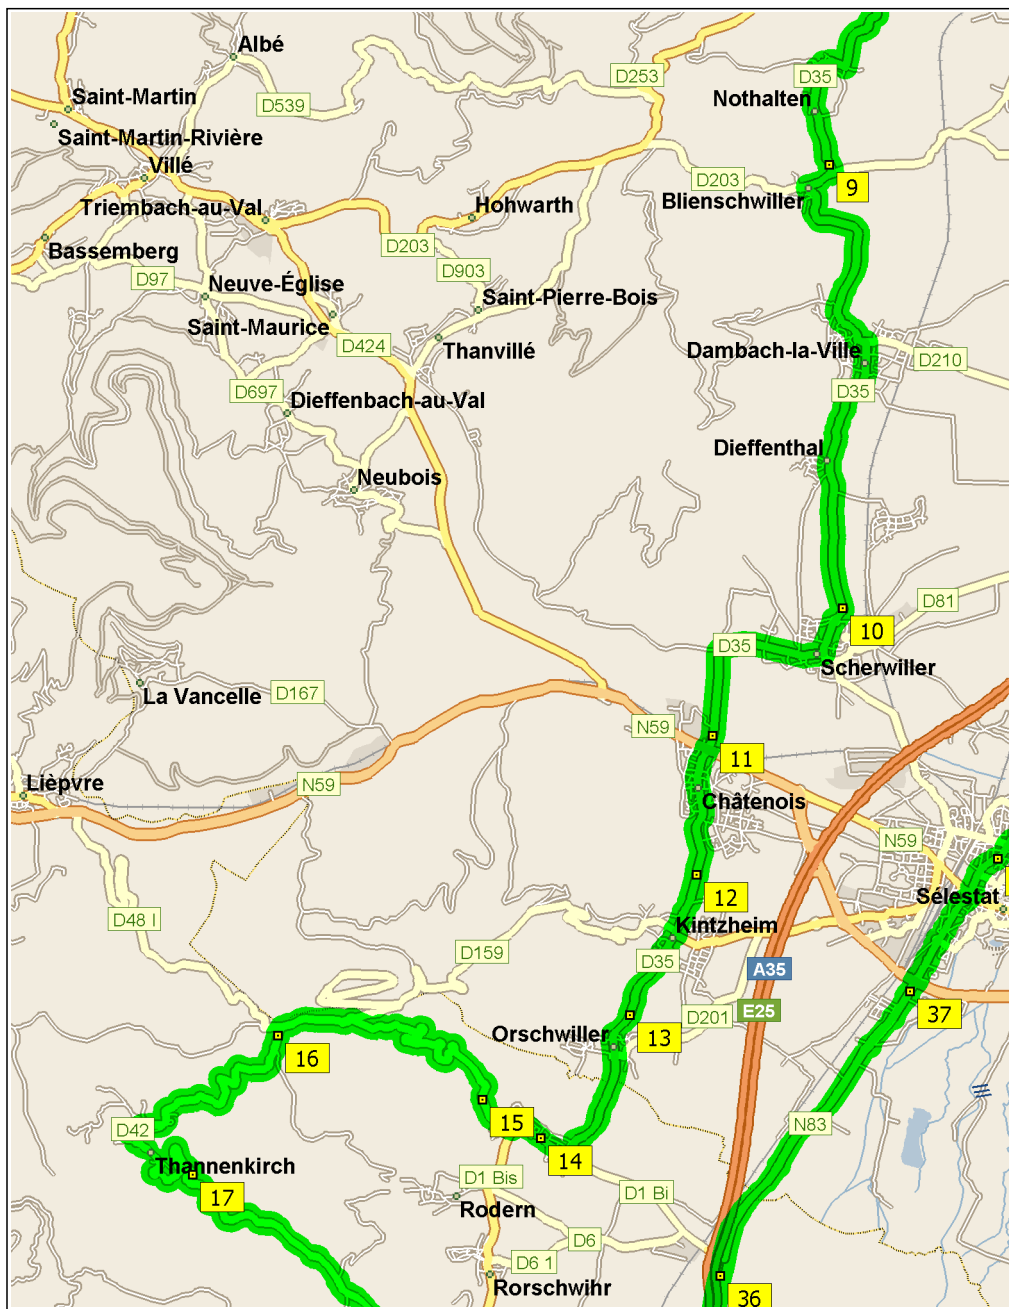 Albé
D35
D253
Saint-Martin
D539
Nothalten
Saint-Martin-Rivière
Villé
D203
9
Blienschwiller
Triembach-au-Val
Hohwarth
D203
Bassemberg
D97
D903
Neuve-Église
Saint-Pierre-Bois
Saint-Maurice
D424
Thanvillé
Dambach-la-Ville
D210
D697
D35
Dieffenbach-au-Val
Dieffenthal
Neubois
D81
10
D35
Scherwiller
La Vancelle
D167
N59
11
Lièpvre
N59
Châtenois
N59
12
Sélestat
D48 I
Kintzheim
D159
D35
A35
E25
37
D201
13
Orschwiller
16
D42
15
N83
14
Thannenkirch
17
D1 Bis
D1 Bi
Rodern
D6
D6 1
Rorschwihr
36